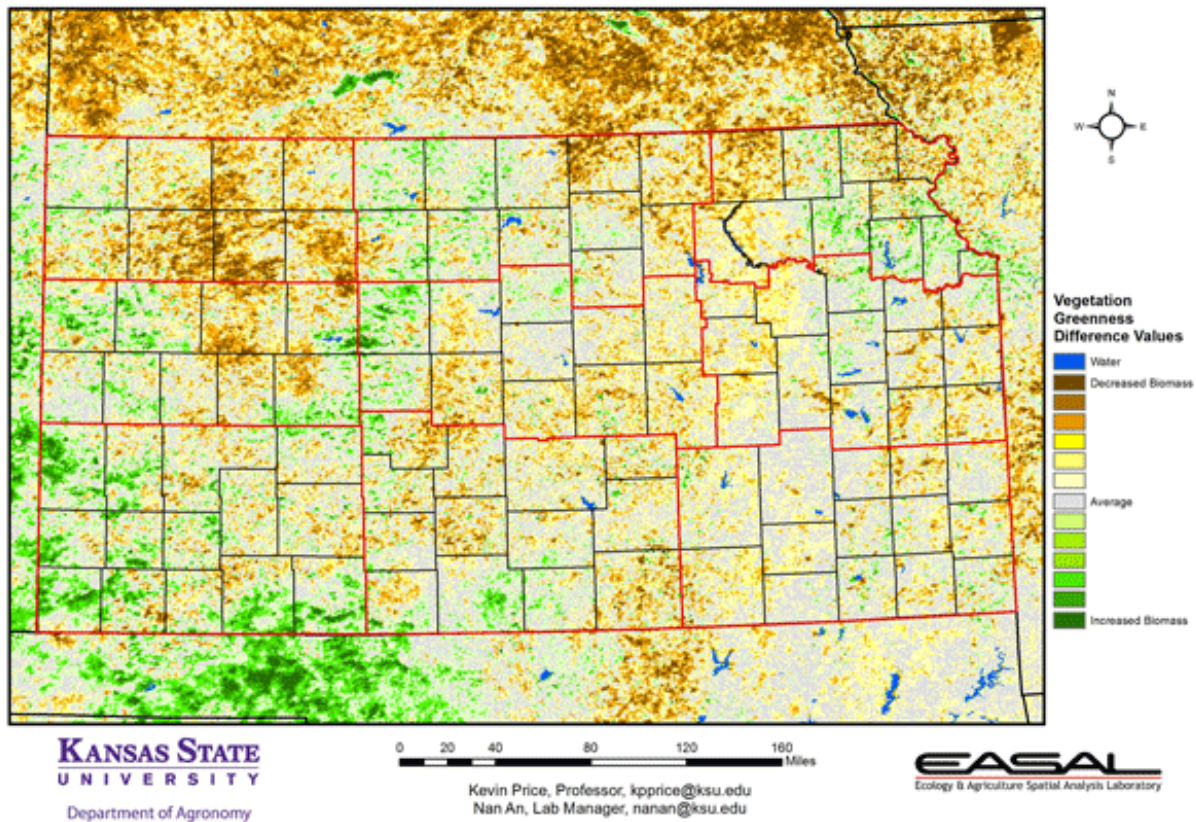 N
W E
S
Vegetation
Greenness
Difference Values
Water
Decreased Biomass
Average
Increased Biomass
KANSAS STATE
UNIVERSITY
Department of Agronomy
0 20 40 80 120 160
Miles
Kevin Price, Professor, kpprice@ksu.edu
Nan An, Lab Manager, nanan@ksu.edu
EASAL
Ecology & Agriculture Spatial Analysis Laboratory